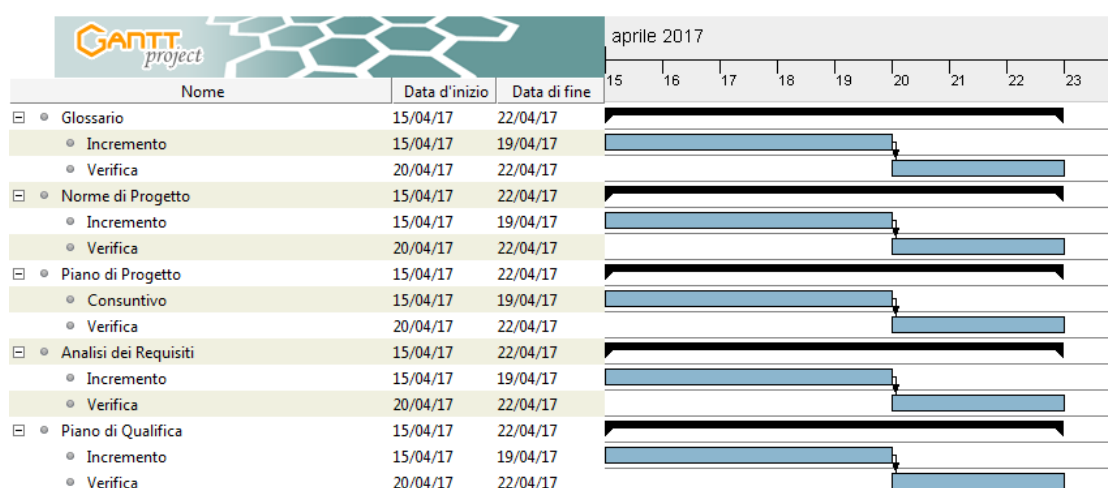 GANTT project
aprile 2017
15 16 17 18 19 20 21 22 23
Nome Data d'inizio Data di fine
Glossario 15/04/17 22/04/17
Incremento 15/04/17 19/04/17
Verifica 20/04/17 22/04/17
Norme di Progetto 15/04/17 22/04/17
Incremento 15/04/17 19/04/17
Verifica 20/04/17 22/04/17
Piano di Progetto 15/04/17 22/04/17
Consuntivo 15/04/17 19/04/17
Verifica 20/04/17 22/04/17
Analisi dei Requisiti 15/04/17 22/04/17
Incremento 15/04/17 19/04/17
Verifica 20/04/17 22/04/17
Piano di Qualifica 15/04/17 22/04/17
Incremento 15/04/17 19/04/17
Verifica 20/04/17 22/04/17